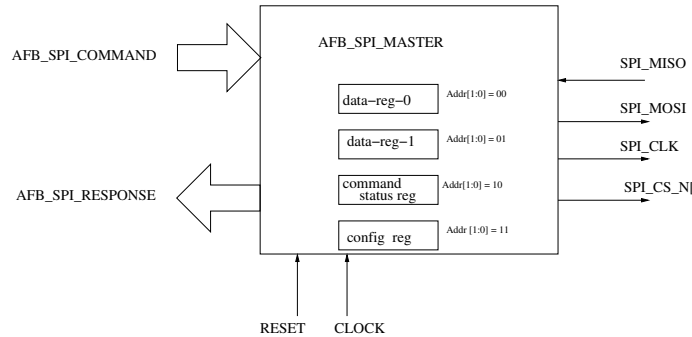 AFB_SPI_COMMAND
AFB_SPI_MASTER
SPI_MISO
data-reg-0
Addr[1:0] = 00
SPI_MOSI
data-reg-1
Addr[1:0] = 01
SPI_CLK
AFB_SPI_RESPONSE
command
status reg
Addr[1:0] = 10
SPI_CS_N|
config reg
Addr [1:0] = 11
RESET
CLOCK